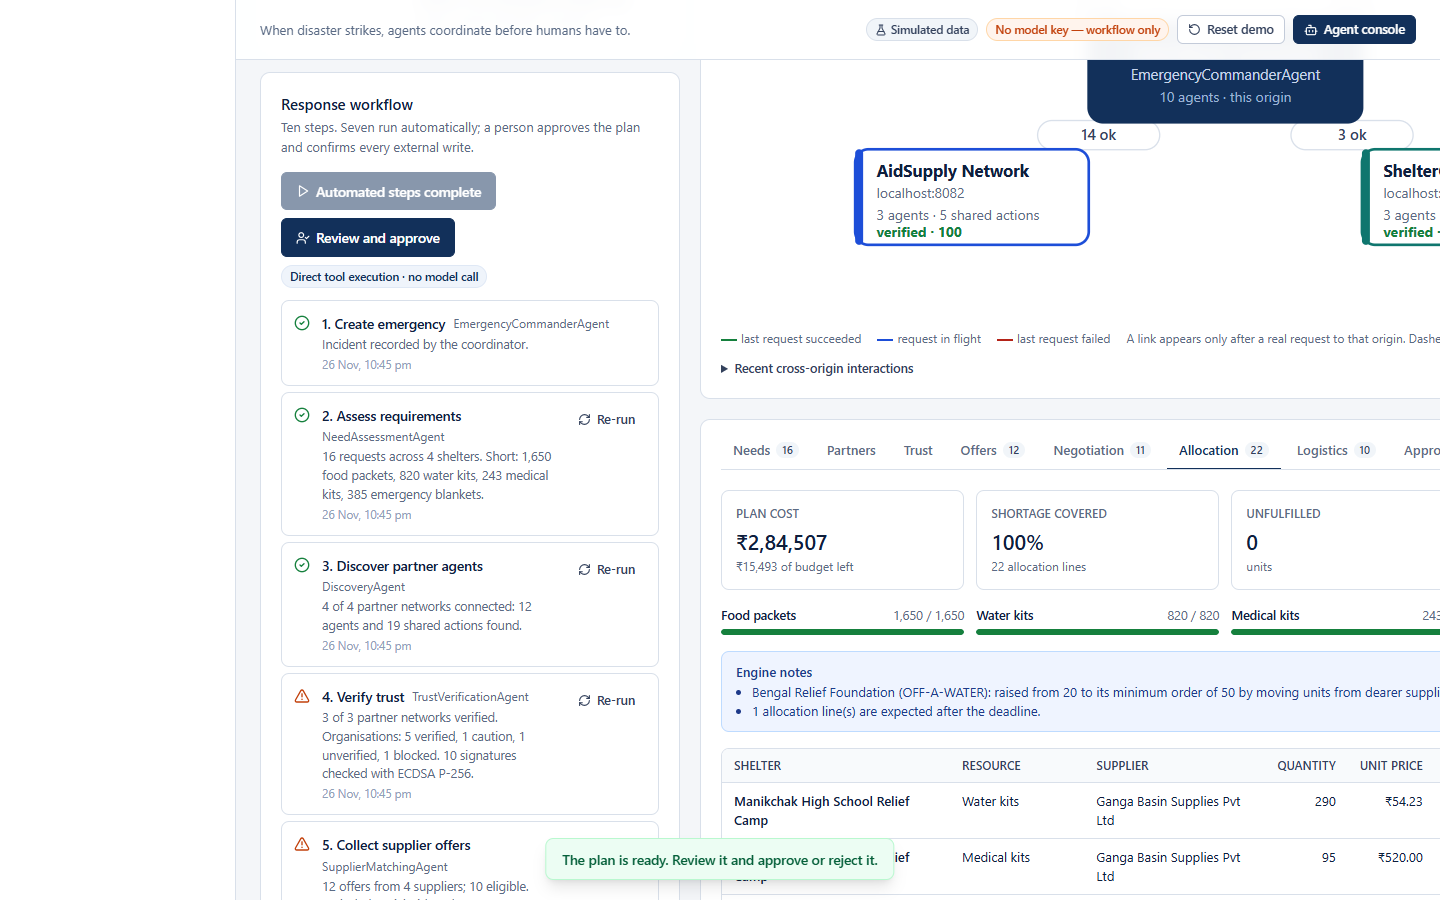 When disaster strikes, agents coordinate before humans have to.
Simulated data
No model key — workflow only
Reset demo
Agent console
Response workflow
Ten steps. Seven run automatically; a person approves the plan
and confirms every external write.
Automated steps complete
Review and approve
Direct tool execution · no model call
1. Create emergency EmergencyCommanderAgent
Incident recorded by the coordinator.
26 Nov, 10:45 pm
2. Assess requirements
Re-run
NeedAssessmentAgent
16 requests across 4 shelters. Short: 1,650
food packets, 820 water kits, 243 medical
kits, 385 emergency blankets.
26 Nov, 10:45 pm
3. Discover partner agents
Re-run
DiscoveryAgent
4 of 4 partner networks connected: 12
agents and 19 shared actions found.
26 Nov, 10:45 pm
4. Verify trust TrustVerificationAgent
Re-run
3 of 3 partner networks verified.
Organisations: 5 verified, 1 caution, 1
unverified, 1 blocked. 10 signatures
checked with ECDSA P-256.
26 Nov, 10:45 pm
5. Collect supplier offers
SupplierMatchingAgent
12 offers from 4 suppliers; 10 eligible.
EmergencyCommanderAgent
10 agents · this origin
14 ok
3 ok
AidSupply Network
localhost:8082
3 agents · 5 shared actions
verified · 100
Shelter
localhost:
3 agents
verified ·
last request succeeded
request in flight
last request failed
A link appears only after a real request to that origin. Dashe
Recent cross-origin interactions
Needs 16
Partners
Trust
Offers 12
Negotiation 11
Allocation 22
Logistics 10
Appro
PLAN COST
₹2,84,507
₹15,493 of budget left
SHORTAGE COVERED
100%
22 allocation lines
UNFULFILLED
0
units
Food packets 1,650 / 1,650
Water kits 820 / 820
Medical kits 243
Engine notes
• Bengal Relief Foundation (OFF-A-WATER): raised from 20 to its minimum order of 50 by moving units from dearer suppli
• 1 allocation line(s) are expected after the deadline.
SHELTER RESOURCE SUPPLIER QUANTITY UNIT PRICE
Manikchak High School Relief Water kits Ganga Basin Supplies Pvt 290 ₹54.23
Camp Ltd
ief Medical kits Ganga Basin Supplies Pvt 95 ₹520.00
Ltd
The plan is ready. Review it and approve or reject it.